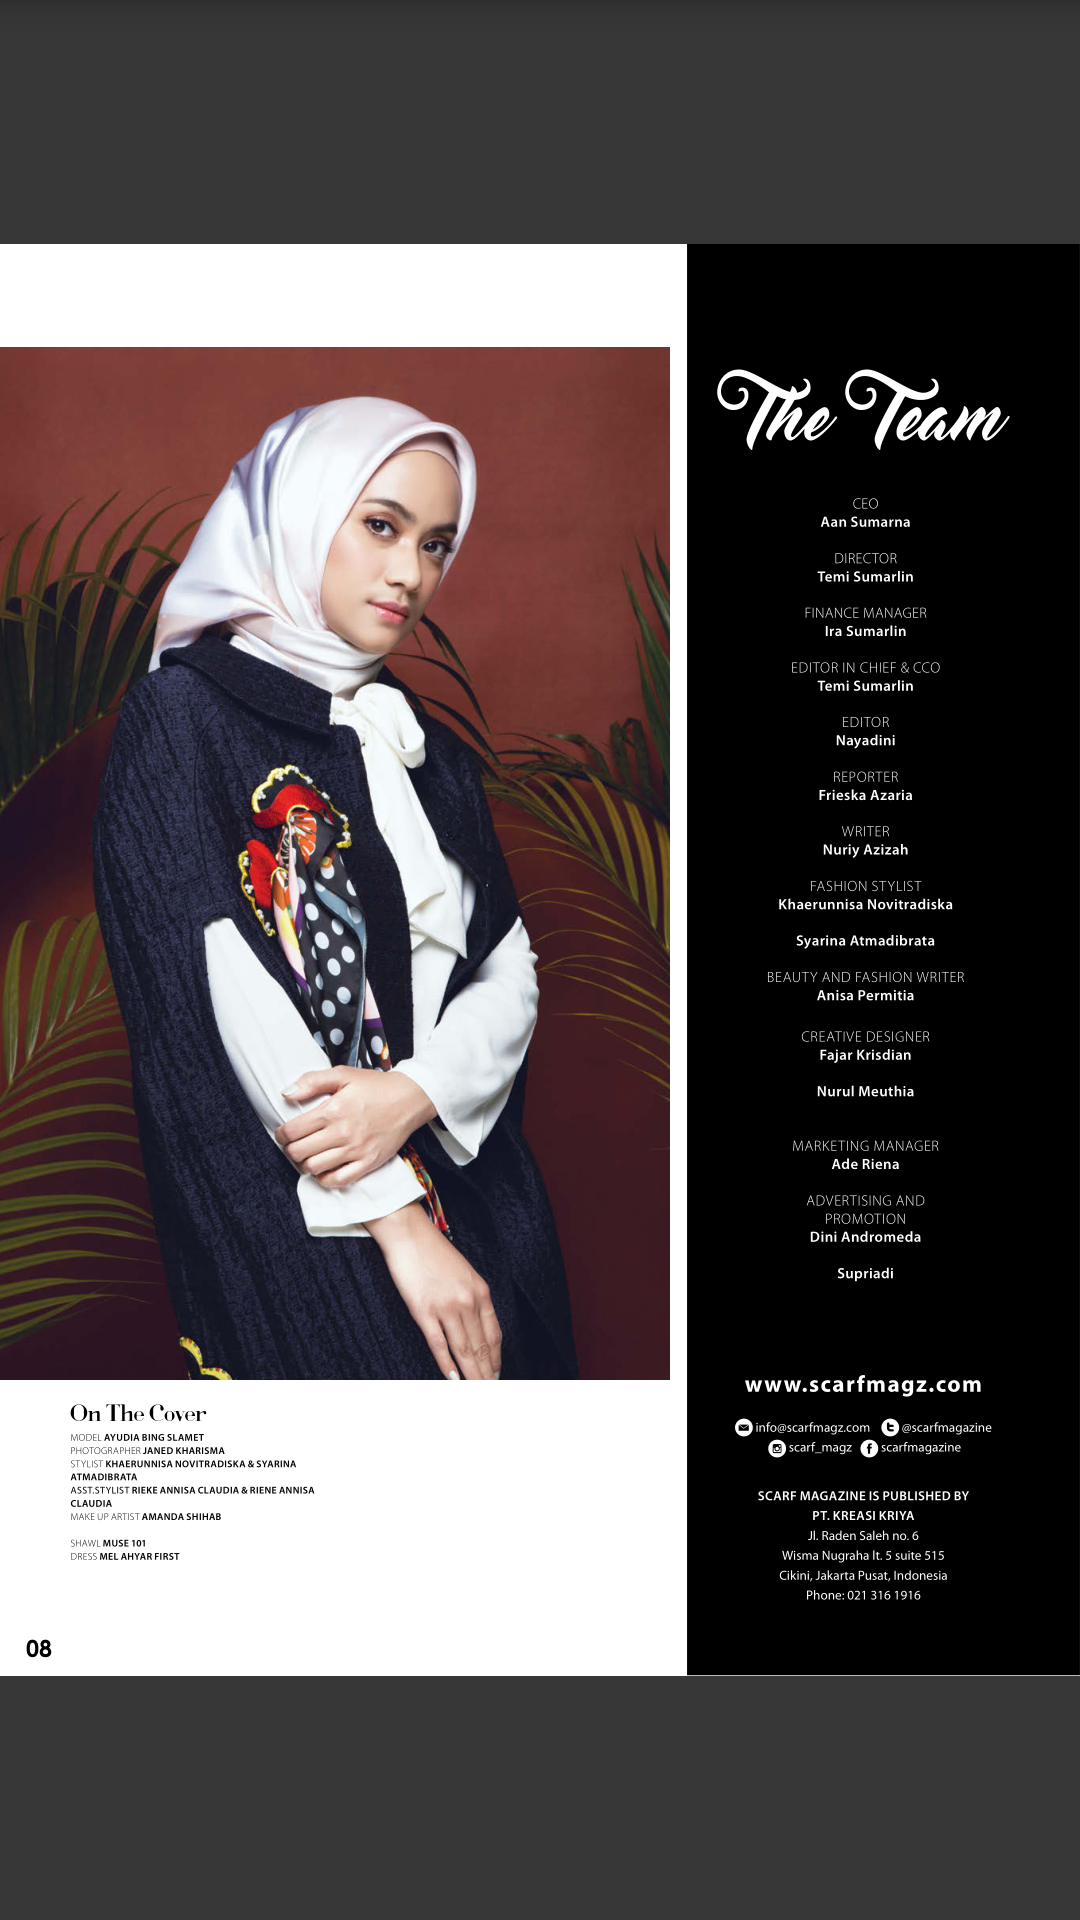 The Team
CEO
Aan Sumarna
DIRECTOR
Temi Sumarlin
FINANCE MANAGER
Ira Sumarlin
EDITOR IN CHIEF & CCO
Temi Sumarlin
EDITOR
Nayadini
REPORTER
Frieska Azaria
WRITER
Nuriy Azizah
FASHION STYLIST
Khaerunnisa Novitradiska
Syarina Atmadibrata
BEAUTY AND FASHION WRITER
Anisa Permitia
CREATIVE DESIGNER
Fajar Krisdian
Nurul Meuthia
MARKETING MANAGER
Ade Riena
ADVERTISING AND
PROMOTION
Dini Andromeda
Supriadi
www.scarfmagz.com
info@scarfmagz.com @scarfmagazine
scarf_magz scarfmagazine
SCARF MAGAZINE IS PUBLISHED BY
PT. KREASI KRIYA
Jl. Raden Saleh no. 6
Wisma Nugraha lt. 5 suite 515
Cikini, Jakarta Pusat, Indonesia
Phone: 021 316 1916
On The Cover
MODEL AYUDIA BING SLAMET
PHOTOGRAPHER JANED KHARISMA
STYLIST KHAERUNNISA NOVITRADISKA & SYARINA
ATMADIBRATA
ASST.STYLIST RIEKE ANNISA CLAUDIA & RIENE ANNISA
CLAUDIA
MAKE UP ARTIST AMANDA SHIHAB
SHAWL MUSE 101
DRESS MEL AHYAR FIRST
08